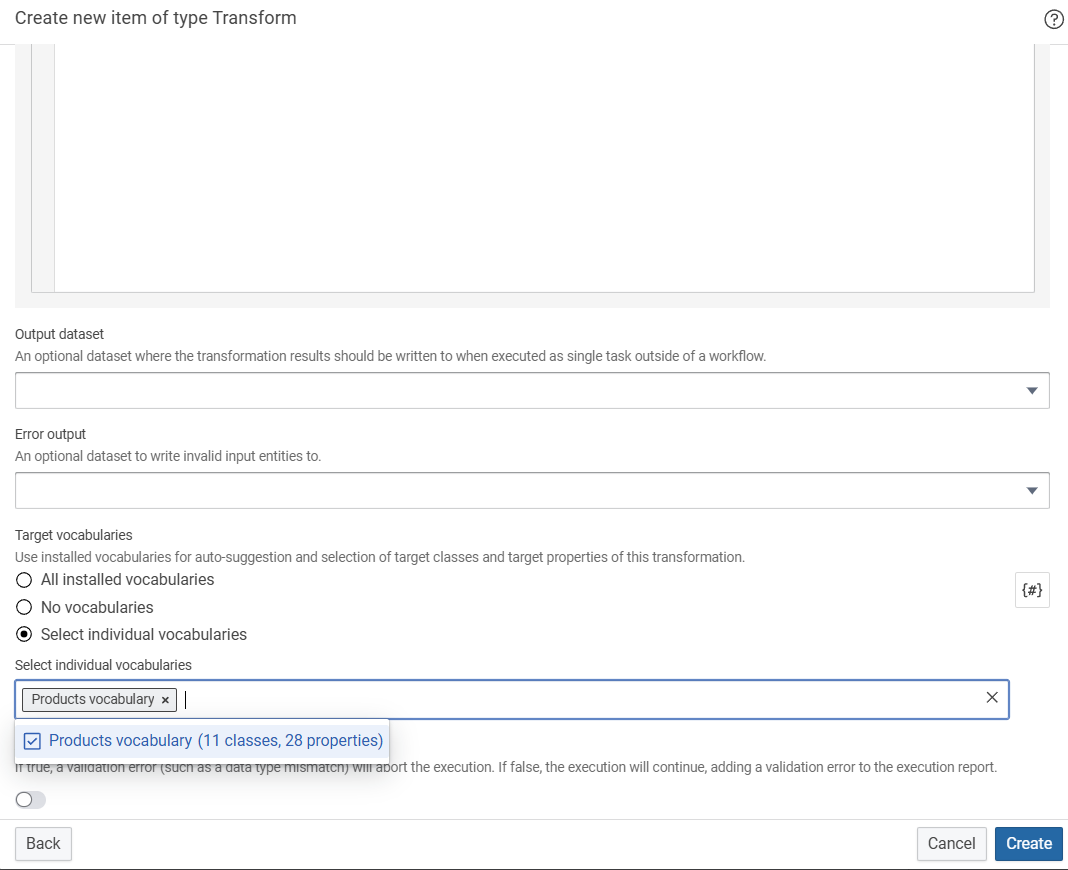 Create new item of type Transform
Output dataset
An optional dataset where the transformation results should be written to when executed as single task outside of a workflow.
Error output
An optional dataset to write invalid input entities to.
Target vocabularies
Use installed vocabularies for auto-suggestion and selection of target classes and target properties of this transformation.
All installed vocabularies
{#}
No vocabularies
Select individual vocabularies
Select individual vocabularies
Products vocabulary ×
Products vocabulary (11 classes, 28 properties)
If true, a validation error (such as a data type mismatch) will abort the execution. If false, the execution will continue, adding a validation error to the execution report.
Back
Cancel
Create